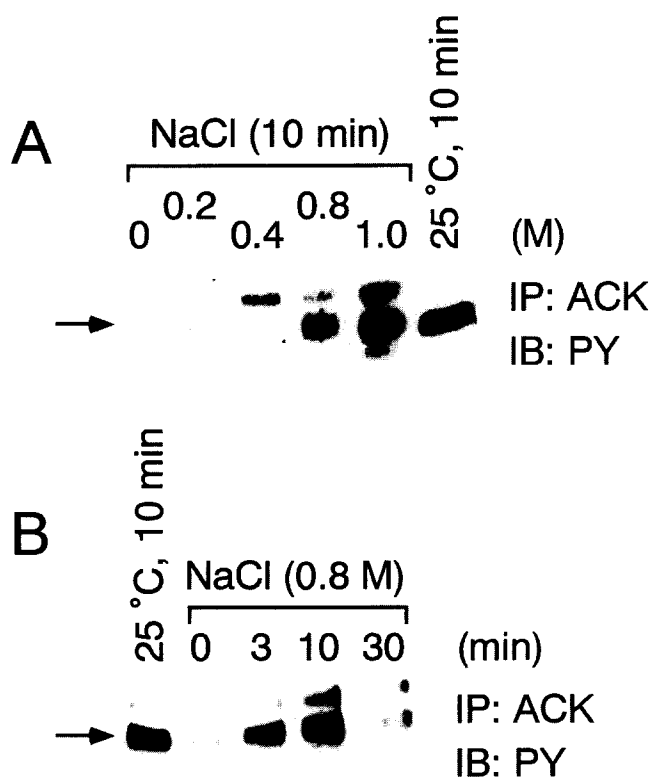 A
NaCl (10 min)
25 °C, 10 min
0 0.2 0.4 0.8 1.0 (M)
IP: ACK
IB: PY
B
25 °C, 10 min
NaCl (0.8 M)
0 3 10 30 (min)
IP: ACK
IB: PY